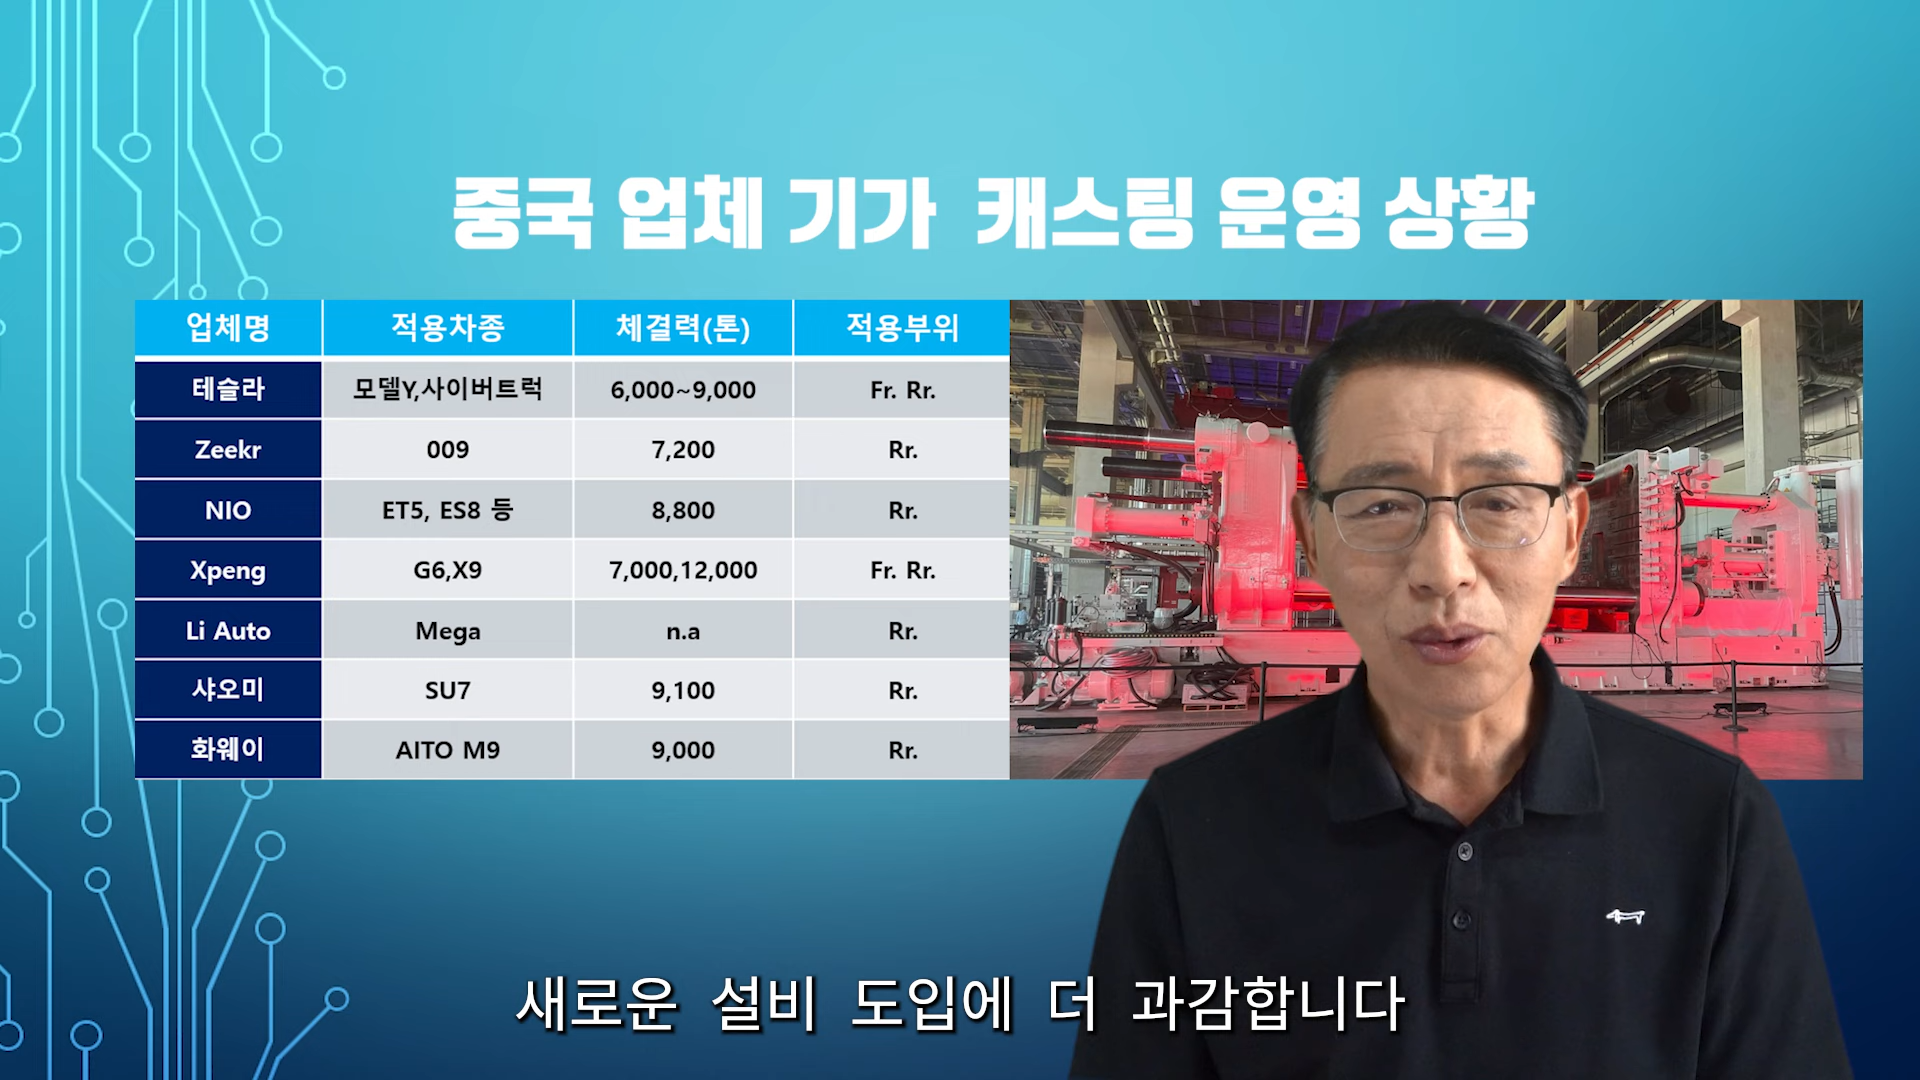 중국 업체 기가 캐스팅 운영 상황
업체명 적용차종 체결력(톤) 적용부위
테슬라 모델Y,사이버트럭 6,000~9,000 Fr. Rr.
Zeekr 009 7,200 Rr.
NIO ET5, ES8 등 8,800 Rr.
Xpeng G6,X9 7,000,12,000 Fr. Rr.
Li Auto Mega n.a Rr.
샤오미 SU7 9,100 Rr.
화웨이 AITO M9 9,000 Rr.
새로운 설비 도입에 더 과감합니다